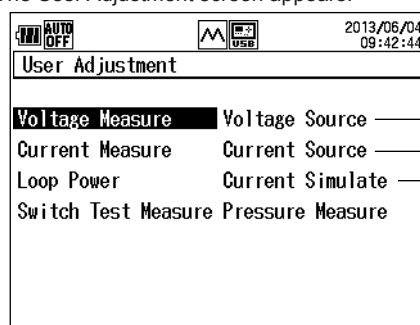 The User Adjustment screen appears.
AUTO OFF USB 2013/06/04
09:42:44
User Adjustment
Voltage Measure Voltage Source
Current Measure Current Source
Loop Power Current Simulate
Switch Test Measure Pressure Measure